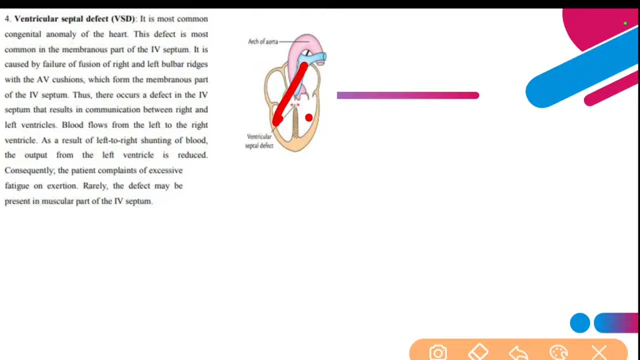 4. Ventricular septal defect (VSD): It is most common
congenital anomaly of the heart. This defect is most
common in the membranous part of the IV septum. It is
caused by failure of fusion of right and left bulbar ridges
with the AV cushions, which form the membranous part
of the IV septum. Thus, there occurs a defect in the IV
septum that results in communication between right and
left ventricles. Blood flows from the left to the right
ventricle. As a result of left-to-right shunting of blood,
the output from the left ventricle is reduced.
Consequently, the patient complaints of excessive
fatigue on exertion. Rarely, the defect may be
present in muscular part of the IV septum.
Arch of aorta
Ventricular
septal defect